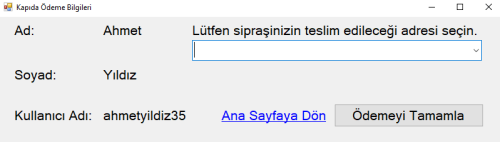 Kapıda Ödeme Bilgileri
Ad: Ahmet Lütfen sipraşinizin teslim edileceği adresi seçin.
Soyad: Yıldız
Kullanıcı Adı: ahmetyildiz35 Ana Sayfaya Dön Ödemeyi Tamamla